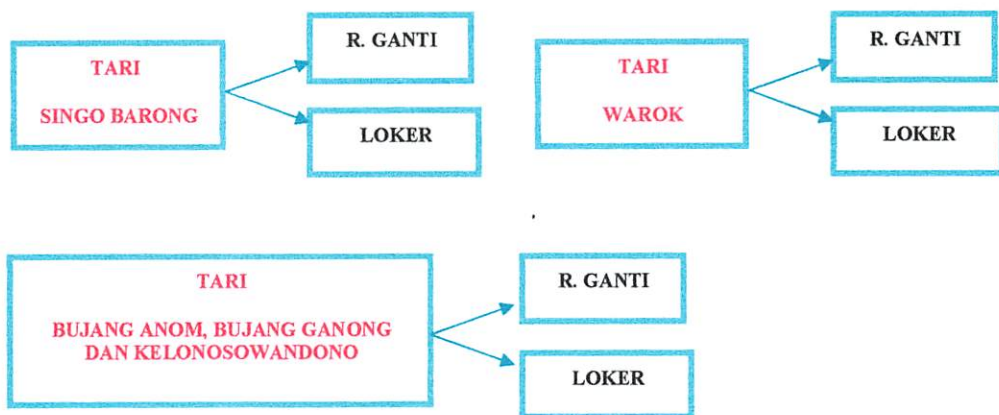 TARI
SINGO BARONG
R. GANTI
LOKER
TARI
WAROK
R. GANTI
LOKER
TARI
BUJANG ANOM, BUJANG GANONG
DAN KELONOSOWANDONO
R. GANTI
LOKER